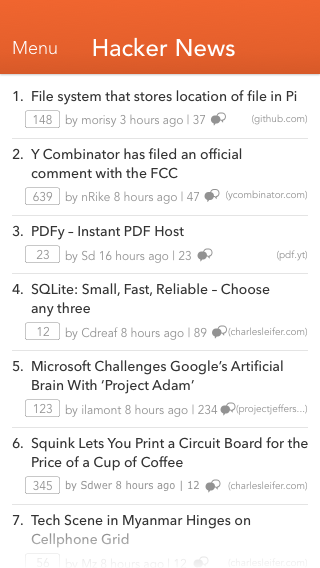 Menu Hacker News
1. File system that stores location of file in Pi
148 by morisy 3 hours ago | 37 (github.com)
2. Y Combinator has filed an official
comment with the FCC
639 by nRike 8 hours ago | 47 (ycombinator.com)
3. PDFy – Instant PDF Host
23 by Sd 16 hours ago | 23 (pdf.yt)
4. SQLite: Small, Fast, Reliable – Choose
any three
12 by Cdreaf 8 hours ago | 89 (charlesleifer.com)
5. Microsoft Challenges Google’s Artificial
Brain With ‘Project Adam’
123 by ilamont 8 hours ago | 234 (projectjeffers...)
6. Squink Lets You Print a Circuit Board for the
Price of a Cup of Coffee
345 by Sdwer 8 hours ago | 12 (charlesleifer.com)
7. Tech Scene in Myanmar Hinges on
Cellphone Grid
56 by Mr 8 hours ago | 12 (charlesleifer.com)